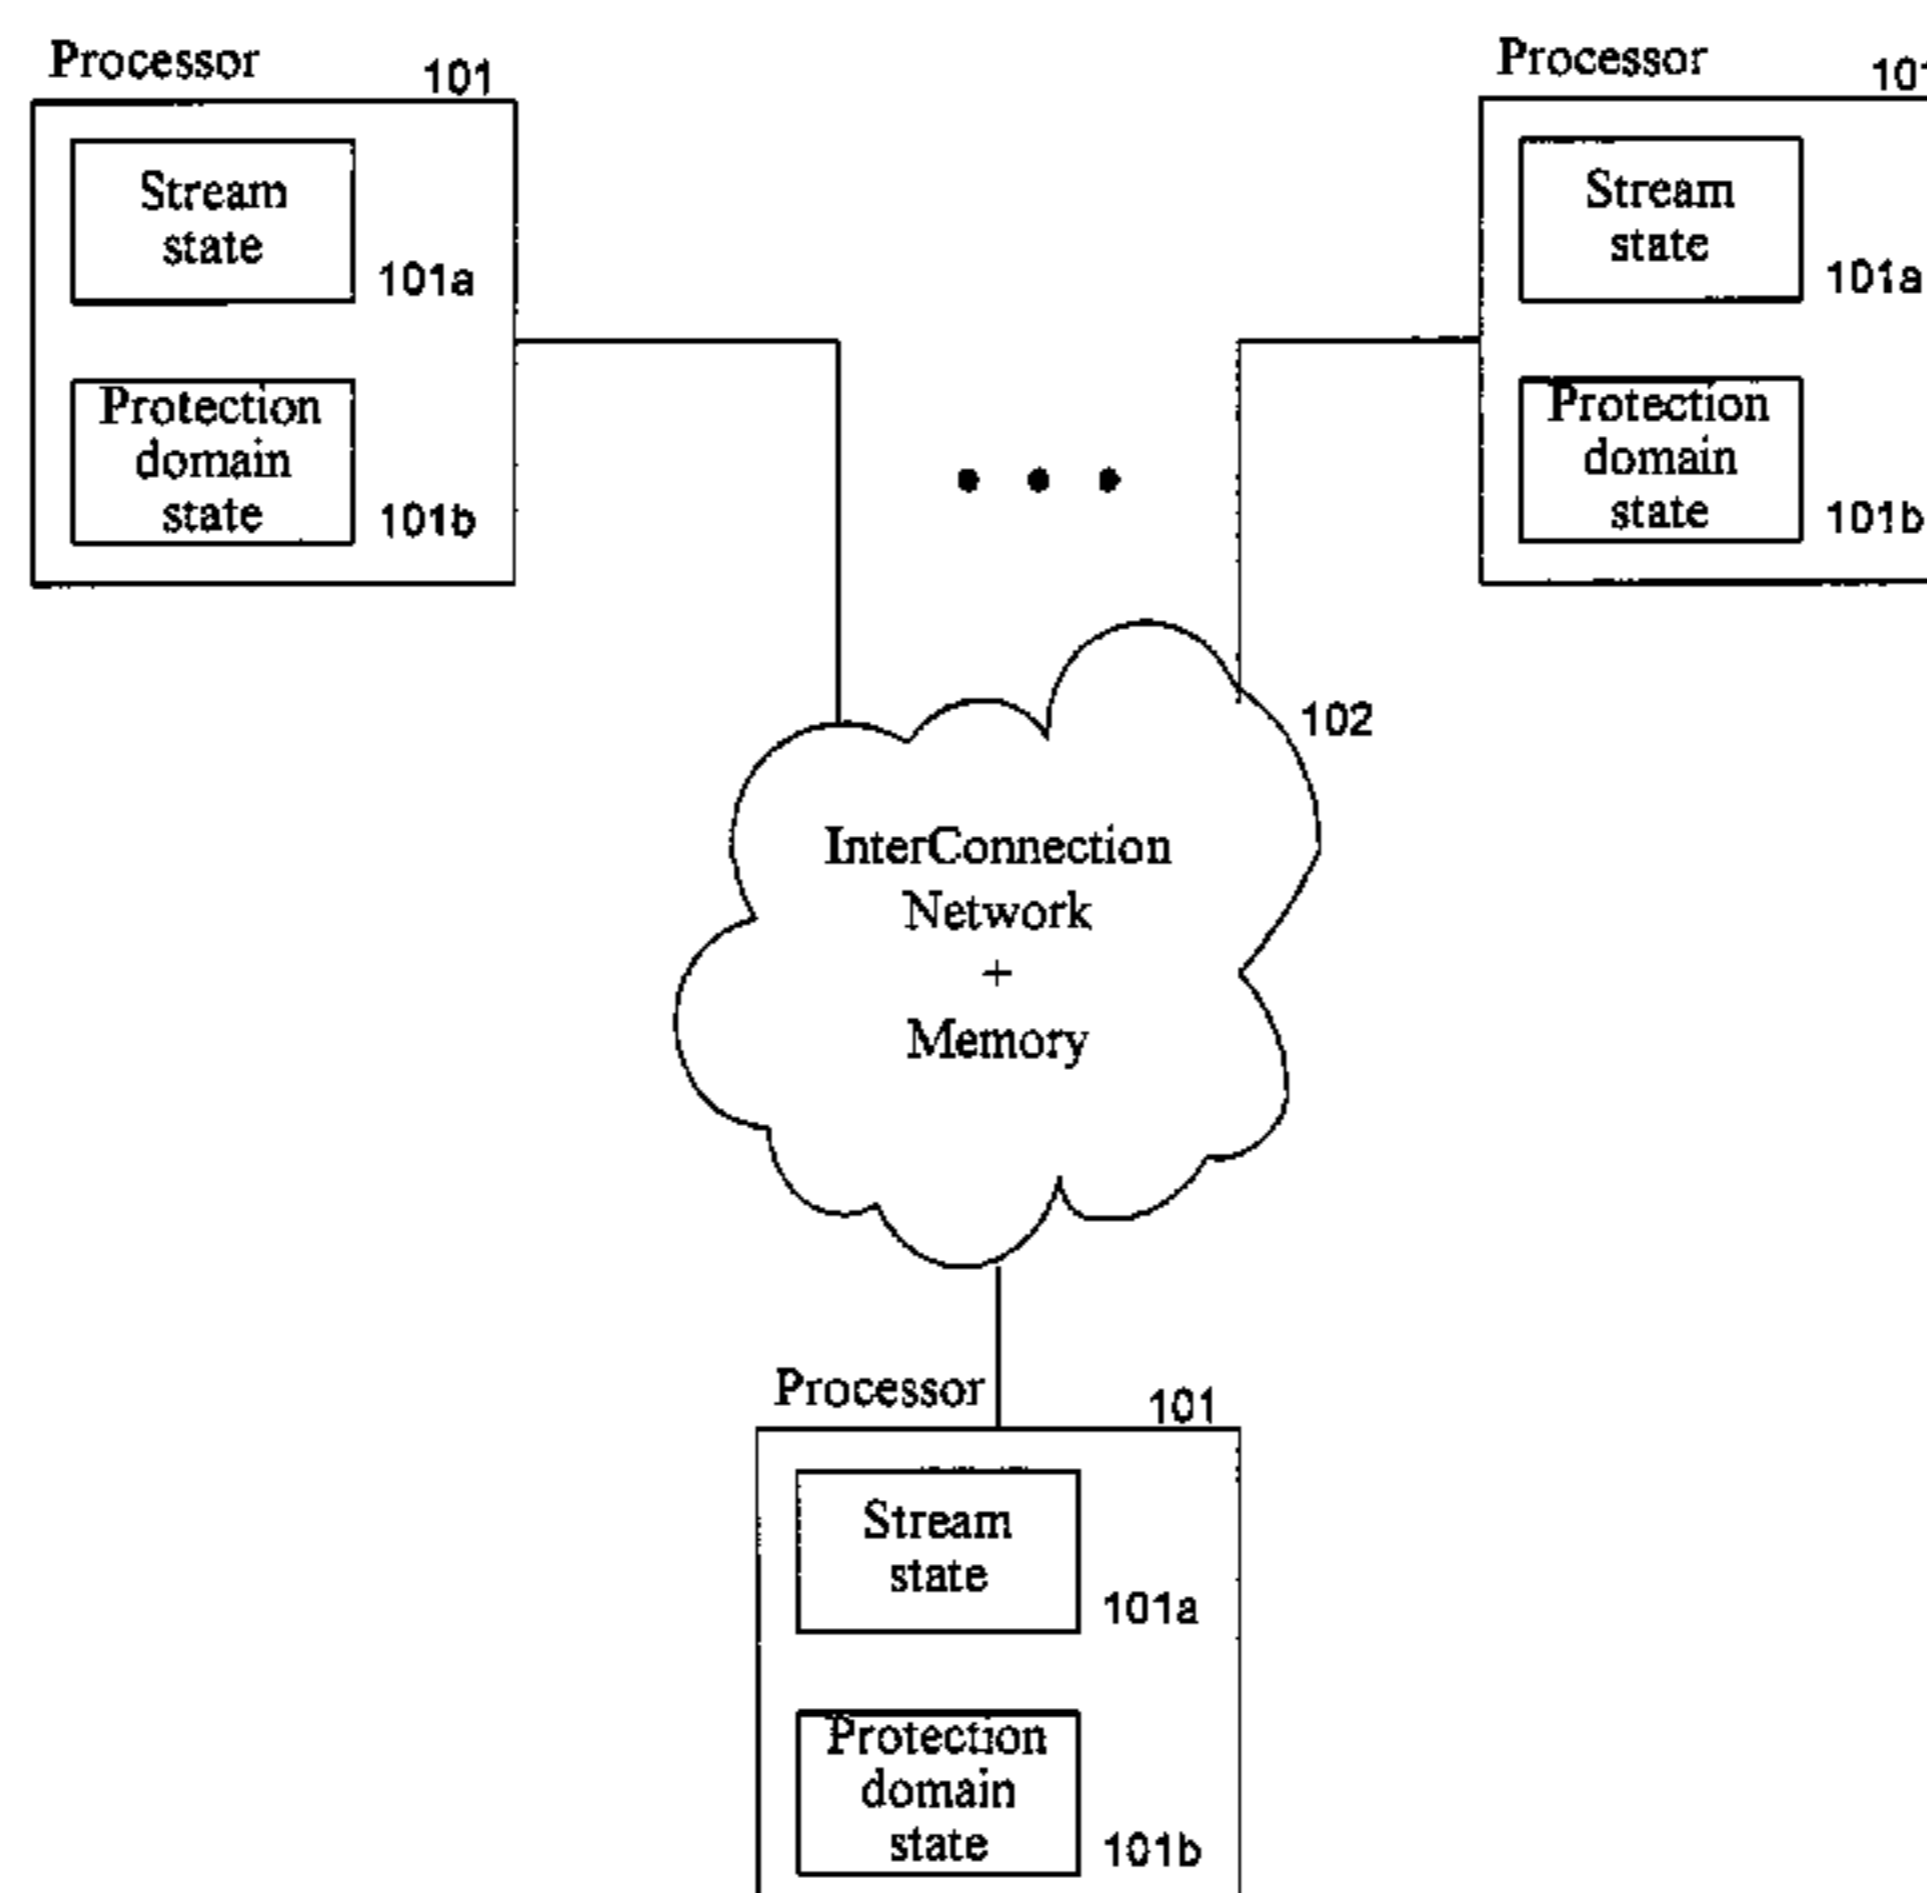 Processor
101
Stream
state
101a
Protection
domain
state
101b
Processor
101
Stream
state
101a
Protection
domain
state
101b
102
InterConnection
Network
+
Memory
Processor
101
Stream
state
101a
Protection
domain
state
101b